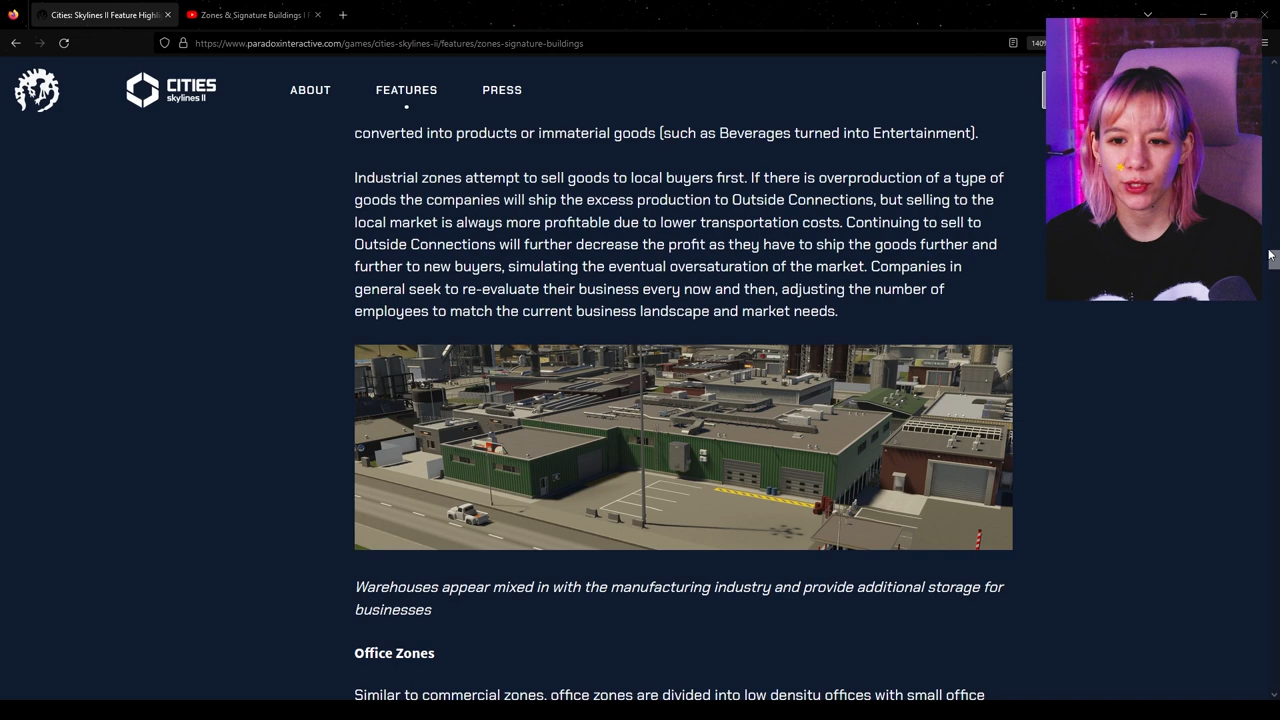 Cities: Skylines II Feature Highli
Zones & Signature Buildings | F
https://www.paradoxinteractive.com/games/cities-skylines-ii/features/zones-signature-buildings
140%
CITIES
skylines II
ABOUT
FEATURES
PRESS
converted into products or immaterial goods (such as Beverages turned into Entertainment).
Industrial zones attempt to sell goods to local buyers first. If there is overproduction of a type of
goods the companies will ship the excess production to Outside Connections, but selling to the
local market is always more profitable due to lower transportation costs. Continuing to sell to
Outside Connections will further decrease the profit as they have to ship the goods further and
further to new buyers, simulating the eventual oversaturation of the market. Companies in
general seek to re-evaluate their business every now and then, adjusting the number of
employees to match the current business landscape and market needs.
Warehouses appear mixed in with the manufacturing industry and provide additional storage for
businesses
Office Zones
Similar to commercial zones, office zones are divided into low density offices with small office